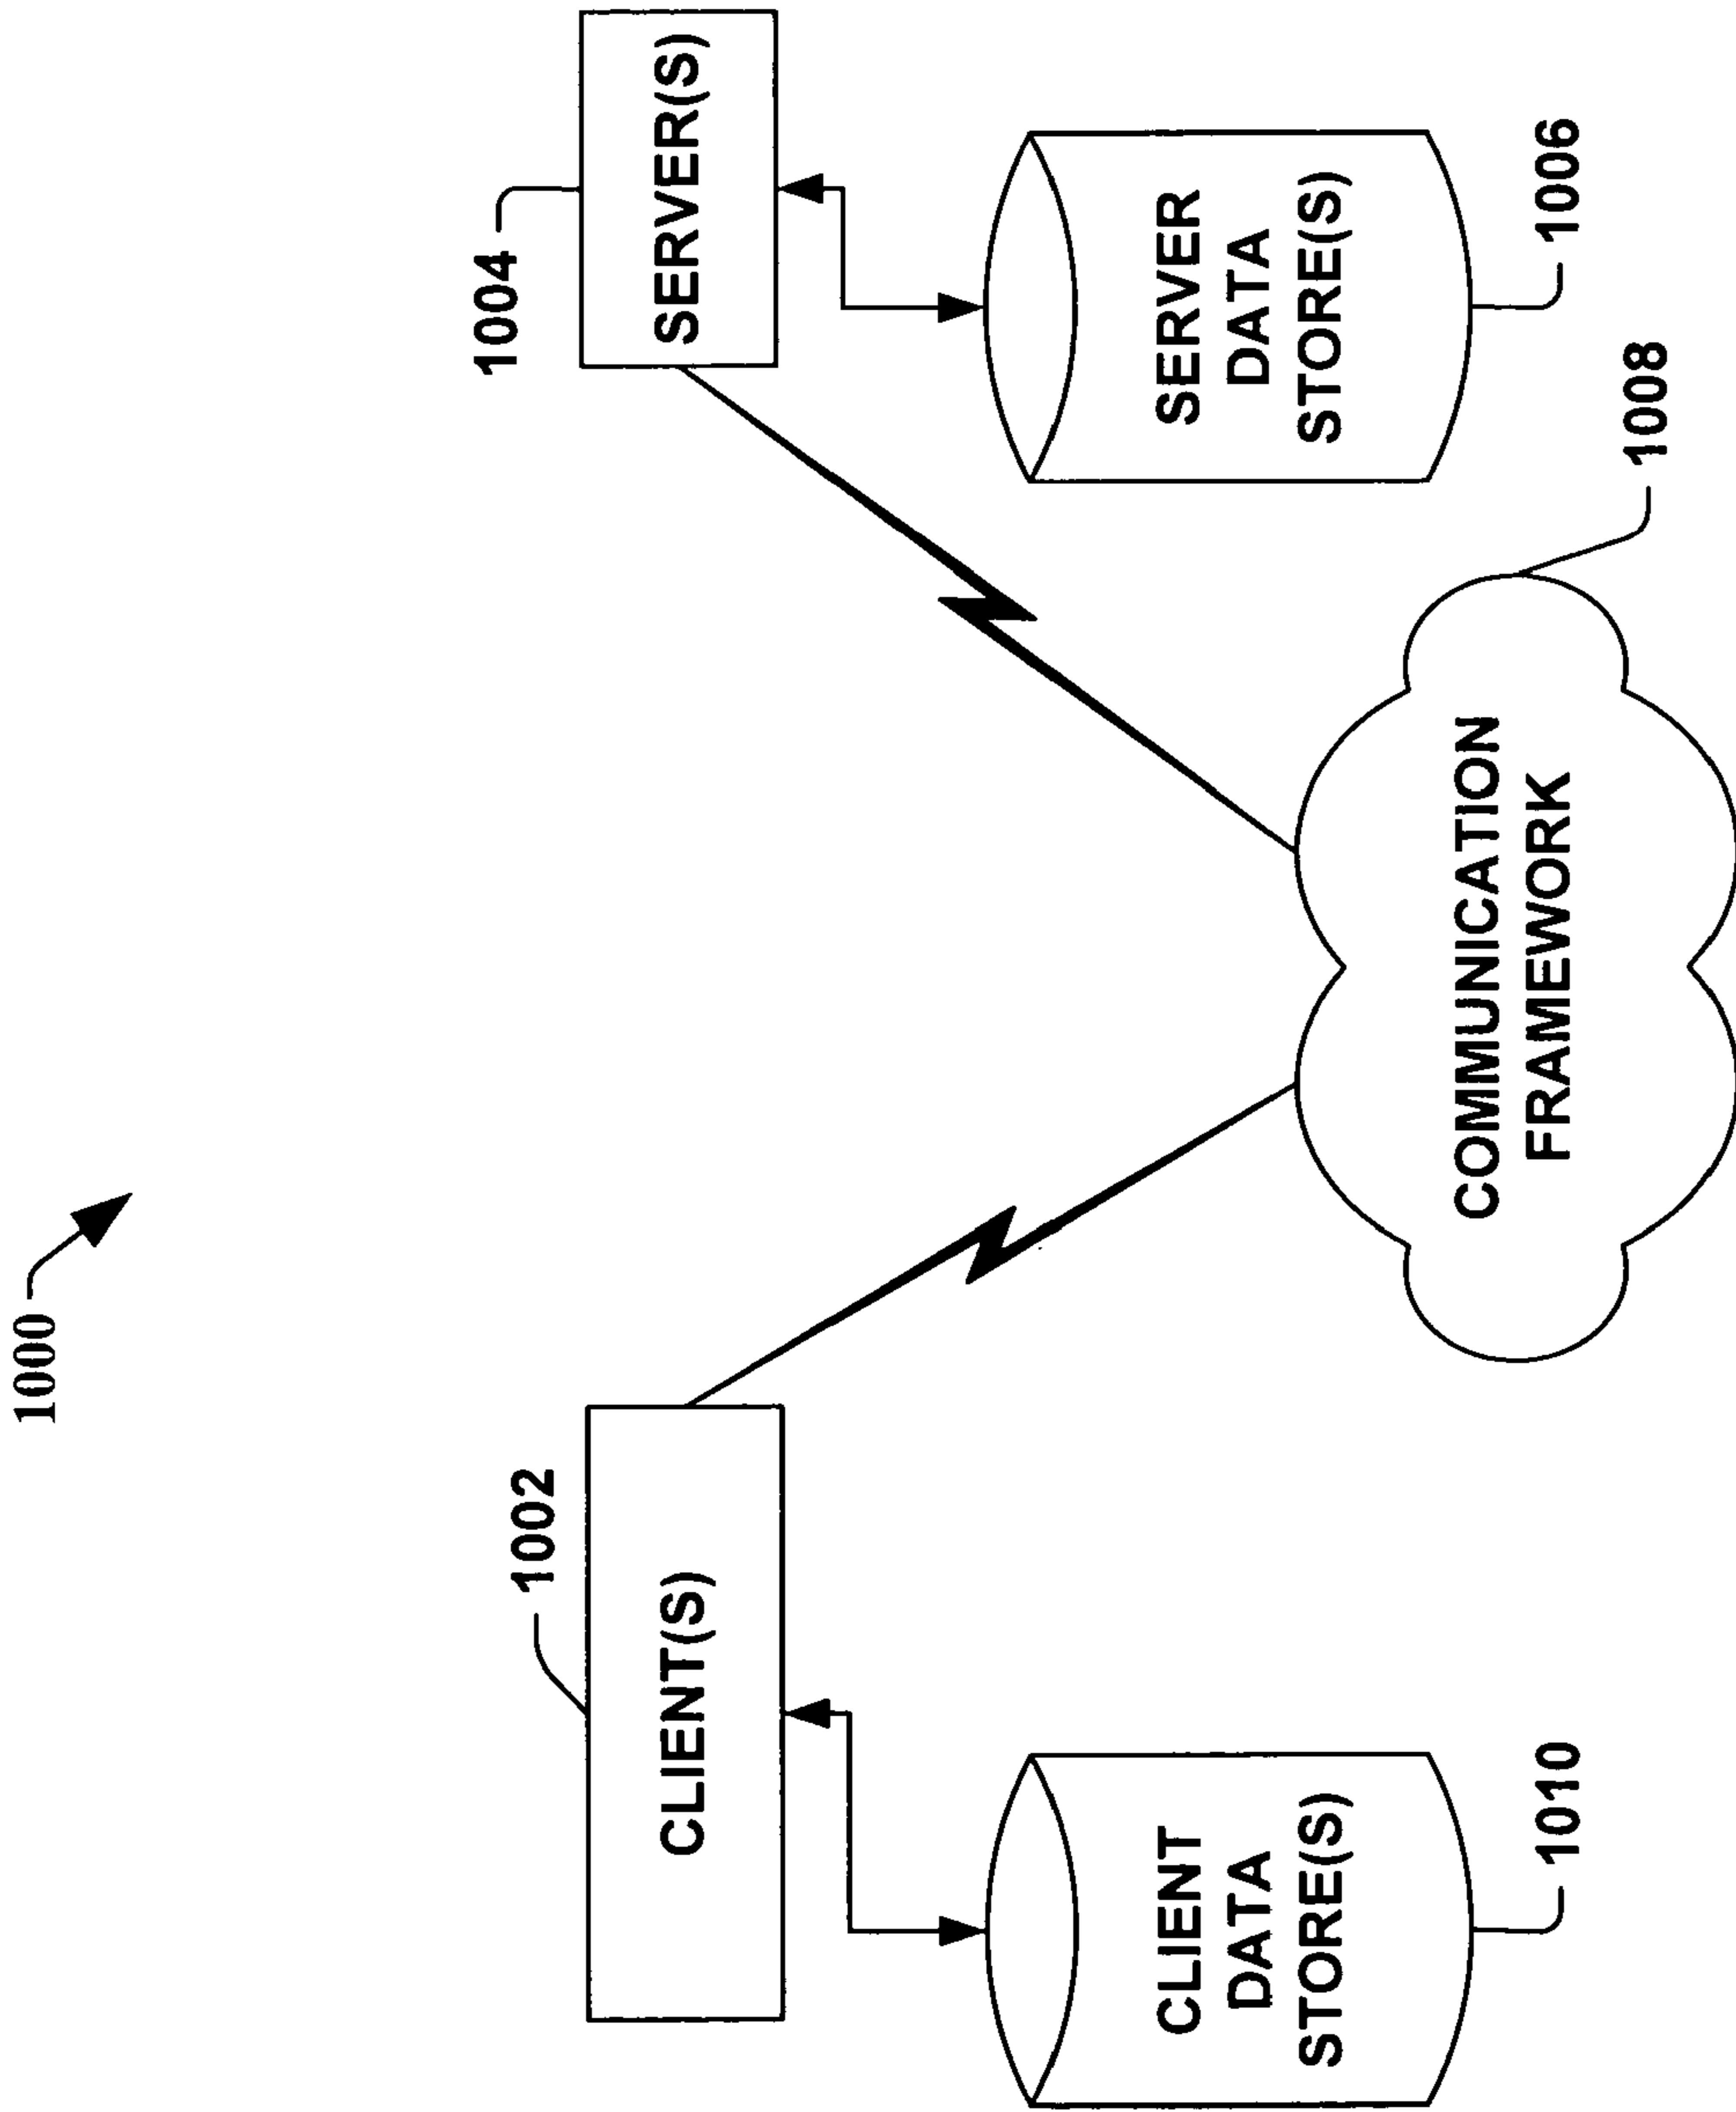 1000
1002
CLIENT(S)
1004
SERVER(S)
CLIENT
DATA
STORE(S)
1010
SERVER
DATA
STORE(S)
1006
1008
COMMUNICATION
FRAMEWORK